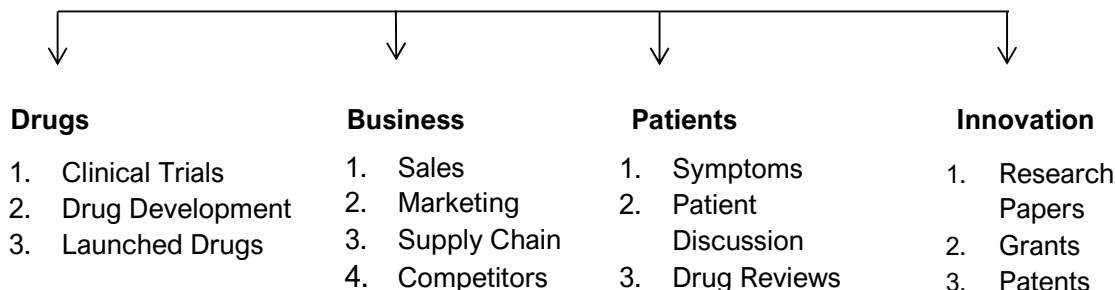 Drugs
1. Clinical Trials
2. Drug Development
3. Launched Drugs
Business
1. Sales
2. Marketing
3. Supply Chain
4. Competitors
Patients
1. Symptoms
2. Patient
Discussion
3. Drug Reviews
Innovation
1. Research
Papers
2. Grants
3. Patents